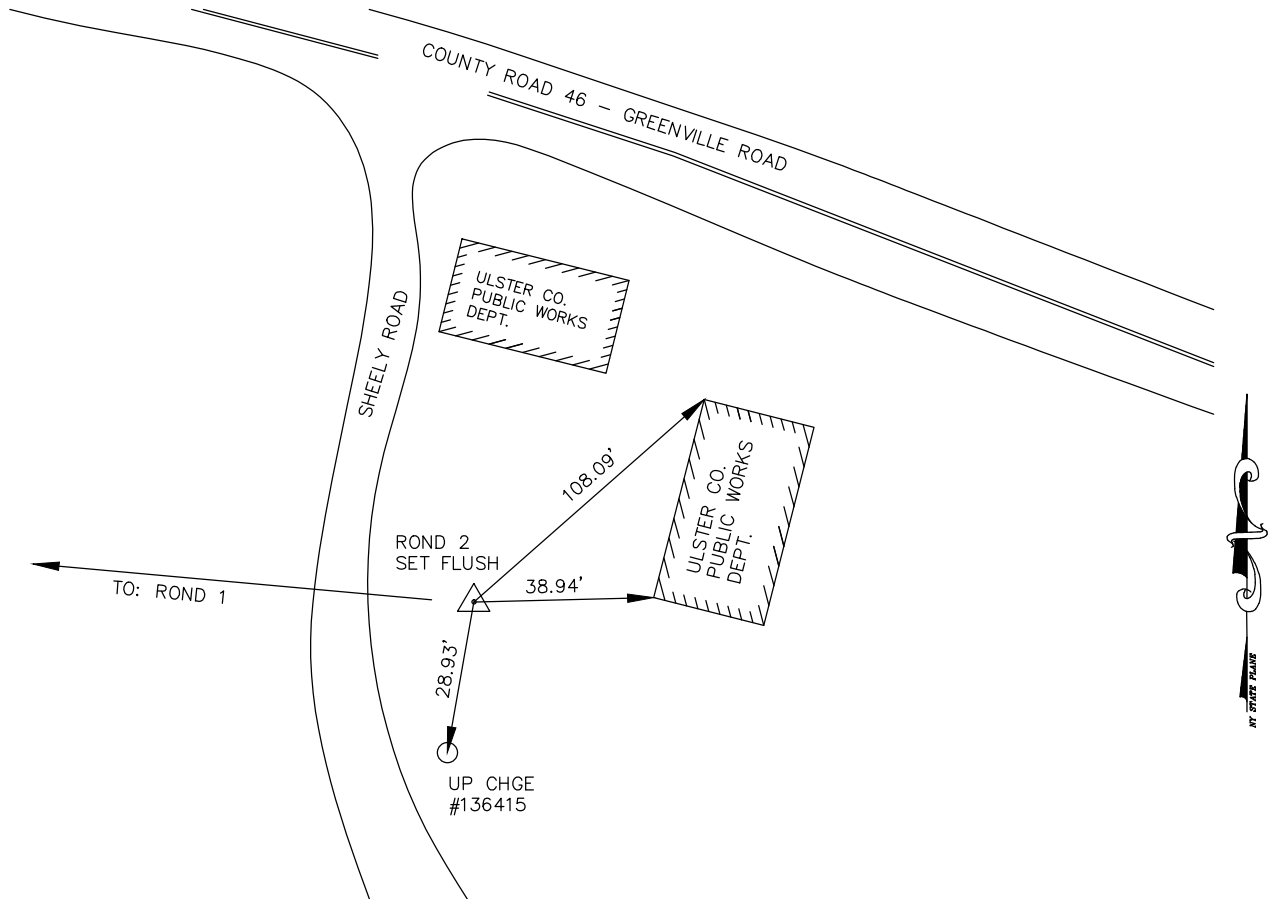 COUNTY ROAD 46 - GREENVILLE ROAD
ULSTER CO.
PUBLIC WORKS
DEPT.
SHEELY ROAD
108.09'
ULSTER CO.
PUBLIC WORKS
DEPT.
ROND 2
SET FLUSH
38.94'
TO: ROND 1
28.93'
UP CHGE
#136415
NY STATE PLANE